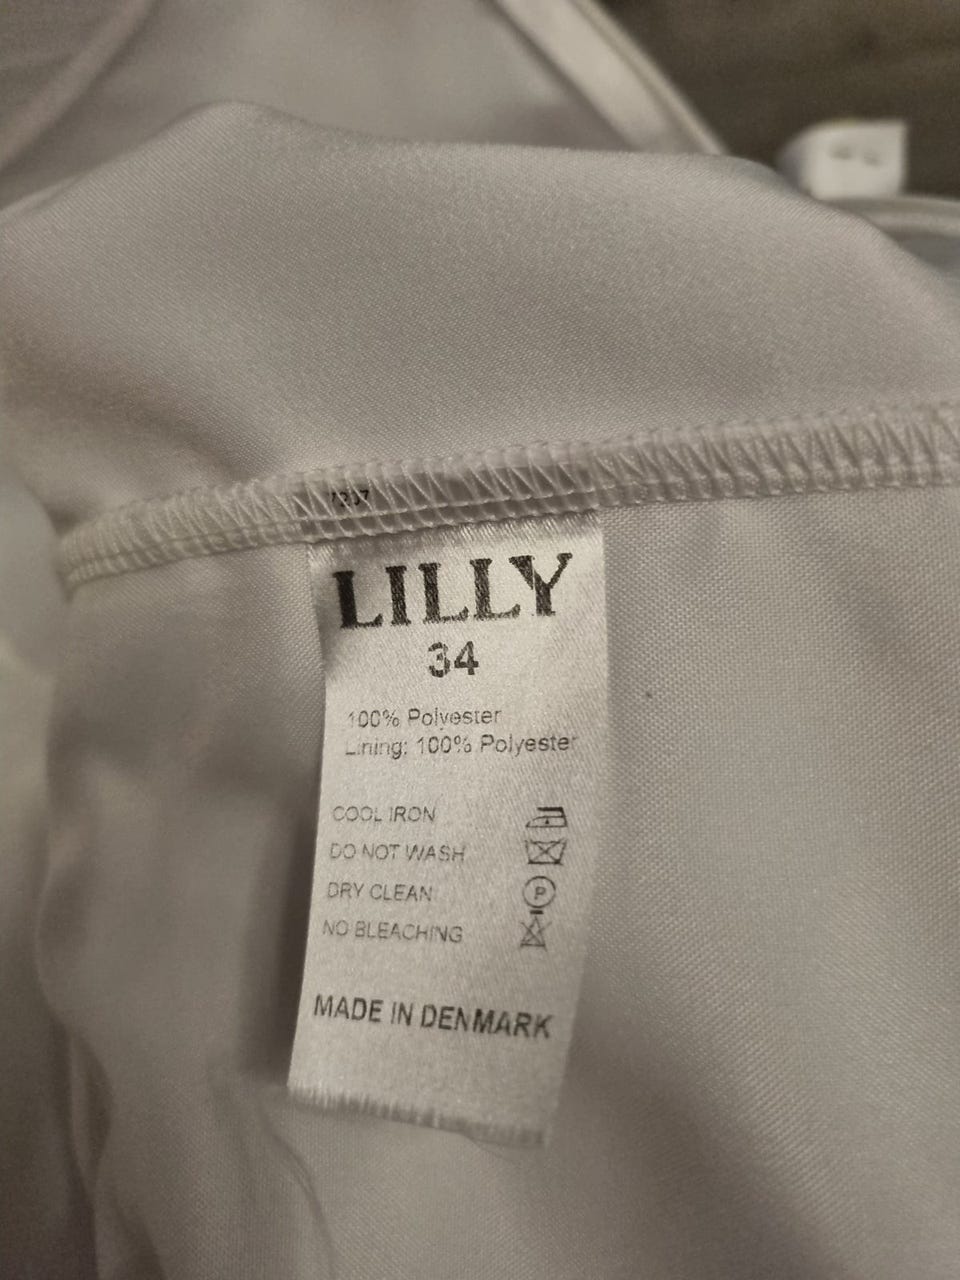 LILLY
34
100% Polyester
Lining: 100% Polyester
COOL IRON
DO NOT WASH
DRY CLEAN
P
NO BLEACHING
MADE IN DENMARK